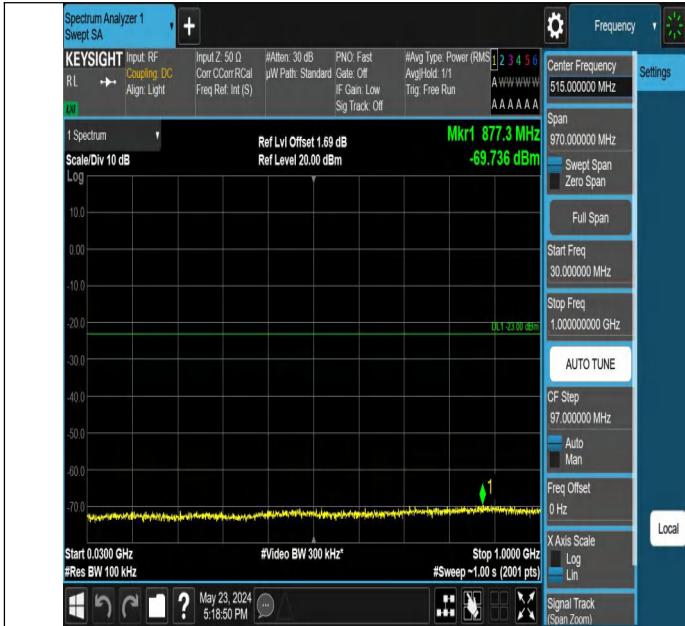 Spectrum Analyzer 1
Swept SA
+
Frequency
KEYSIGHT
RL
Input: RF
Coupling: DC
Align: Light
Input Z: 50 Ω
Corr CCorr RCal
Freq Ref: Int (S)
#Atten: 30 dB
µW Path: Standard
PNO: Fast
Gate: Off
IF Gain: Low
Sig Track: Off
#Avg Type: Power (RMS
Avg|Hold: 1/1
Trig: Free Run
1 2 3 4 5 6
A W W W W W
A A A A A A
1 Spectrum
Scale/Div 10 dB
Log
Ref Lvl Offset 1.69 dB
Ref Level 20.00 dBm
Mkr1 877.3 MHz
-69.736 dBm
10.0
0.00
-10.0
-20.0
DL1 -23.00 dBm
-30.0
-40.0
-50.0
-60.0
-70.0
1
Start 0.0300 GHz
#Res BW 100 kHz
#Video BW 300 kHz*
Stop 1.0000 GHz
#Sweep ~1.00 s (2001 pts)
?
May 23, 2024
5:18:50 PM
Center Frequency
515.000000 MHz
Settings
Span
970.000000 MHz
Swept Span
Zero Span
Full Span
Start Freq
30.000000 MHz
Stop Freq
1.000000000 GHz
AUTO TUNE
CF Step
97.000000 MHz
Auto
Man
Freq Offset
0 Hz
X Axis Scale
Log
Lin
Local
Signal Track
(Span Zoom)